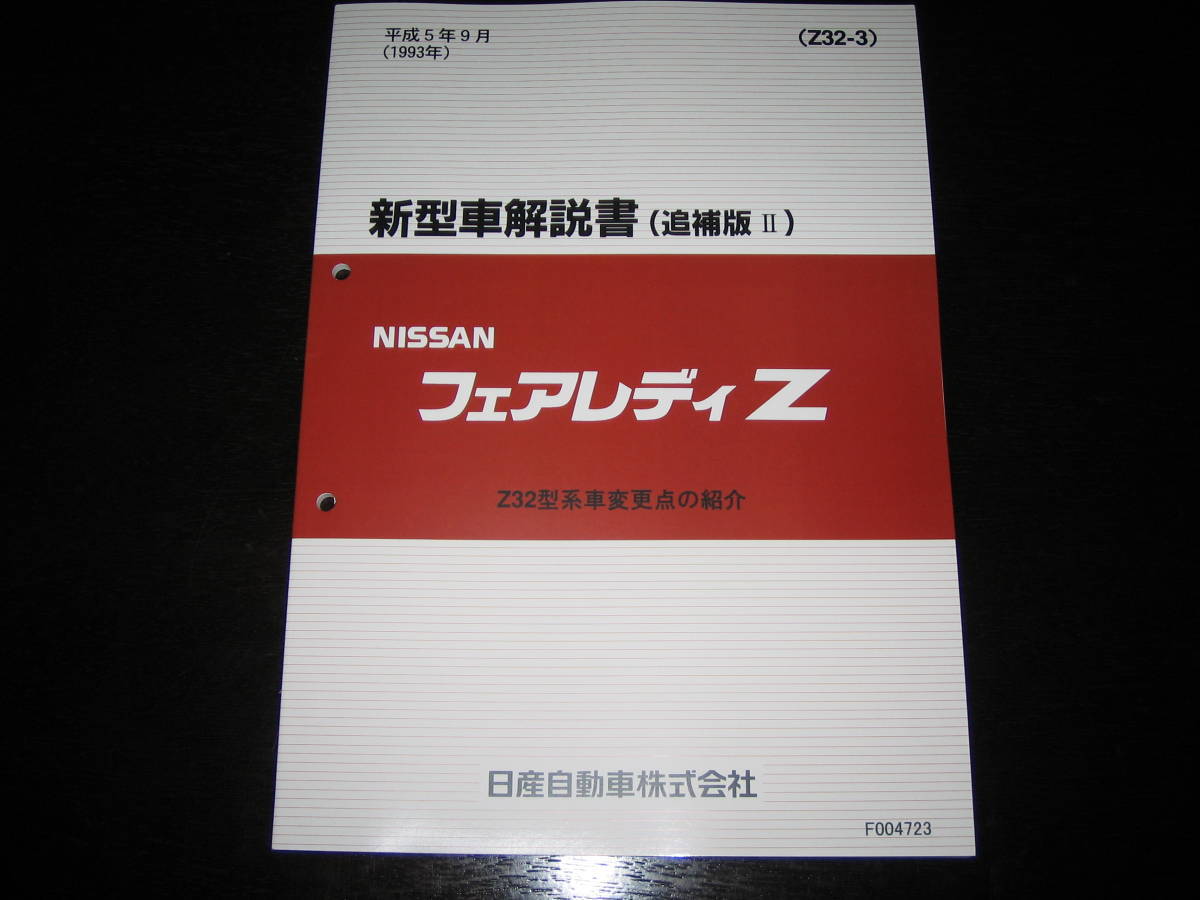 平成5年9月
(1993年)
(Z32-3)
新型車解説書(追補版 Ⅱ)
NISSAN
フェアレディZ
Z32型系車変更点の紹介
日産自動車株式会社
F004723